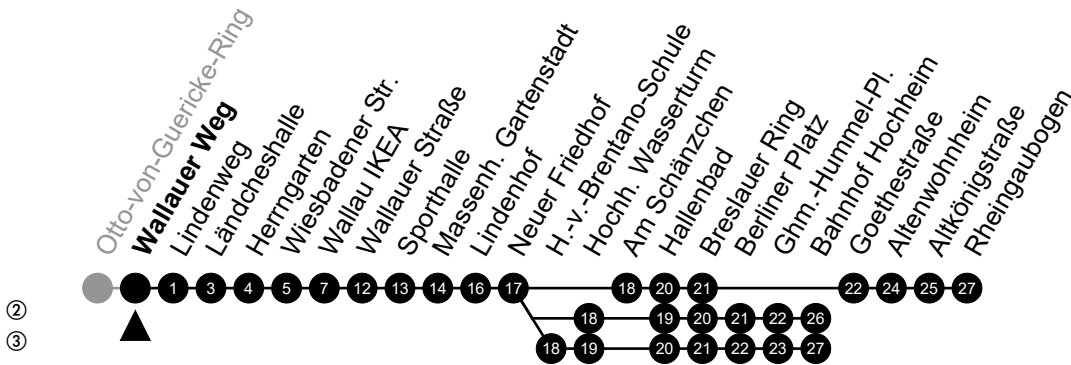 Otto-von-Guericke-Ring
Wallauer Weg
Lindenweg
Ländcheshalle
Herrngarten
Wiesbadener Str.
Wallau IKEA
Wallauer Straße
Sporthalle
Massenh. Gartenstadt
Lindenhof
Neuer Friedhof
H.-v.-Brentano-Schule
Hochh. Wasserturm
Am Schänzchen
Hallenbad
Breslauer Ring
Berliner Platz
Ghm.-Hummel-Pl.
Bahnhof Hochheim
Goethestraße
Altenwohnheim
Altkönigstraße
Rheingaubogen
1 3 4 5 7 12 13 14 16 17 18 20 21 22 24 25 27
② 18 19 20 21 22 26
③ 18 19 20 21 22 23 27